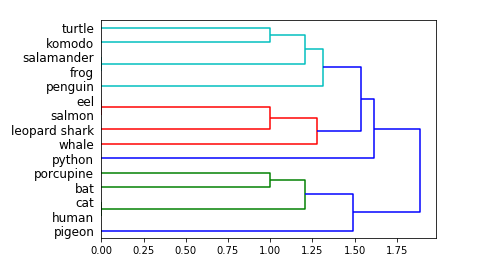 turtle
komodo
salamander
frog
penguin
eel
salmon
leopard shark
whale
python
porcupine
bat
cat
human
pigeon
0.00 0.25 0.50 0.75 1.00 1.25 1.50 1.75